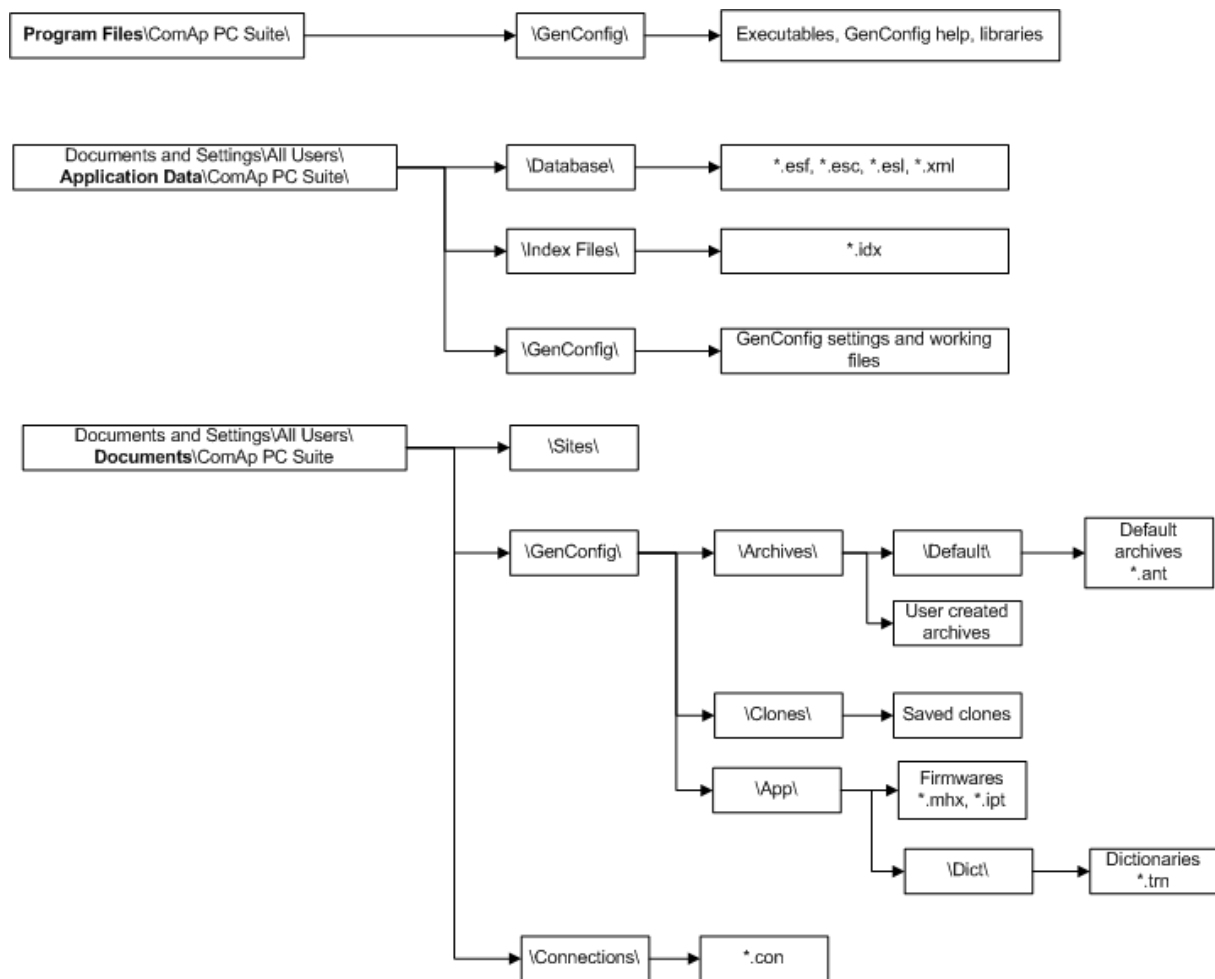 Program Files\ComAp PC Suite\
\GenConfig\
Executables, GenConfig help, libraries
Documents and Settings\All Users\
Application Data\ComAp PC Suite\
\Database\
*.esf, *.esc, *.esl, *.xml
\Index Files\
*.idx
\GenConfig\
GenConfig settings and working
files
Documents and Settings\All Users\
Documents\ComAp PC Suite
\Sites\
\GenConfig\
\Archives\
\Default\
Default
archives
*.ant
User created
archives
\Clones\
Saved clones
\App\
Firmwares
*.mhx, *.ipt
\Dict\
Dictionaries
*.trn
\Connections\
*.con